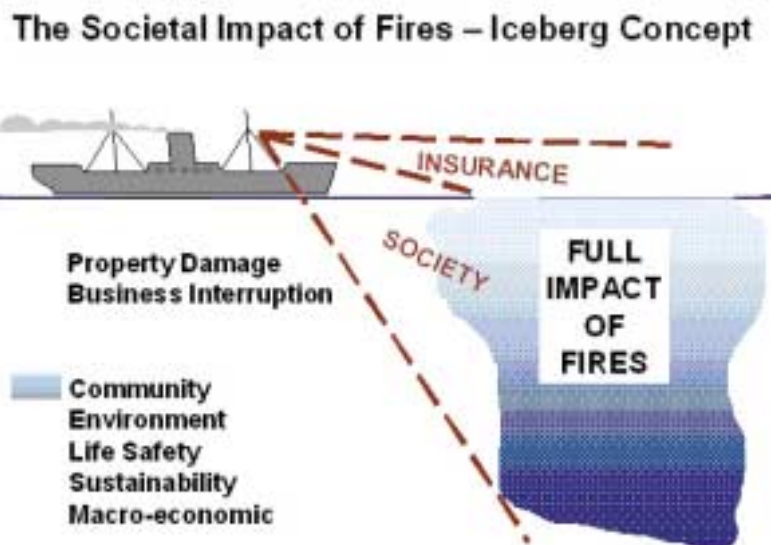 The Societal Impact of Fires – Iceberg Concept
INSURANCE
SOCIETY
Property Damage
Business Interruption
FULL
IMPACT
OF
FIRES
Community
Environment
Life Safety
Sustainability
Macro-economic